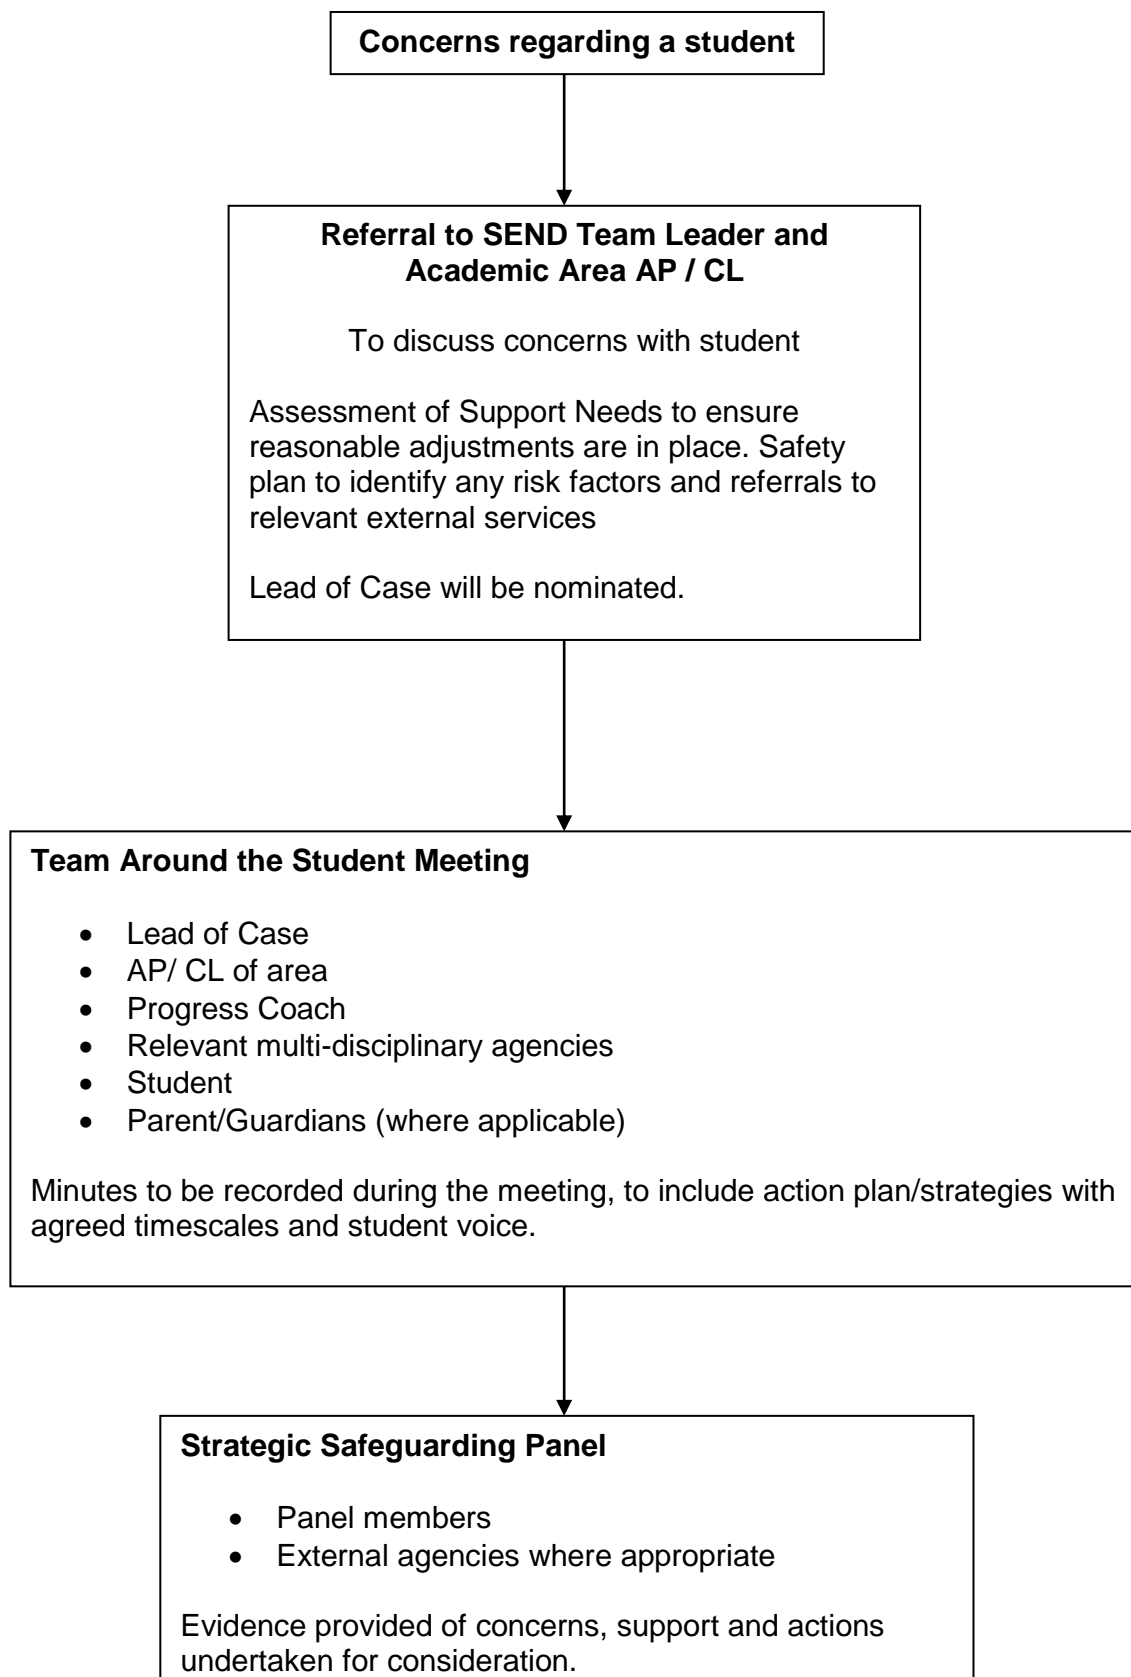 Concerns regarding a student
Referral to SEND Team Leader and
Academic Area AP / CL
To discuss concerns with student
Assessment of Support Needs to ensure
reasonable adjustments are in place. Safety
plan to identify any risk factors and referrals to
relevant external services
Lead of Case will be nominated.
Team Around the Student Meeting
• Lead of Case
• AP/ CL of area
• Progress Coach
• Relevant multi-disciplinary agencies
• Student
• Parent/Guardians (where applicable)
Minutes to be recorded during the meeting, to include action plan/strategies with
agreed timescales and student voice.
Strategic Safeguarding Panel
• Panel members
• External agencies where appropriate
Evidence provided of concerns, support and actions
undertaken for consideration.